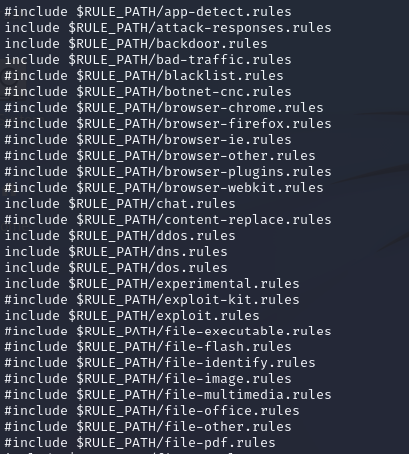 #include $RULE_PATH/app-detect.rules
include $RULE_PATH/attack-responses.rules
include $RULE_PATH/backdoor.rules
include $RULE_PATH/bad-traffic.rules
#include $RULE_PATH/blacklist.rules
#include $RULE_PATH/botnet-cnc.rules
#include $RULE_PATH/browser-chrome.rules
#include $RULE_PATH/browser-firefox.rules
#include $RULE_PATH/browser-ie.rules
#include $RULE_PATH/browser-other.rules
#include $RULE_PATH/browser-plugins.rules
#include $RULE_PATH/browser-webkit.rules
include $RULE_PATH/chat.rules
#include $RULE_PATH/content-replace.rules
include $RULE_PATH/ddos.rules
include $RULE_PATH/dns.rules
include $RULE_PATH/dos.rules
include $RULE_PATH/experimental.rules
#include $RULE_PATH/exploit-kit.rules
include $RULE_PATH/exploit.rules
#include $RULE_PATH/file-executable.rules
#include $RULE_PATH/file-flash.rules
#include $RULE_PATH/file-identify.rules
#include $RULE_PATH/file-image.rules
#include $RULE_PATH/file-multimedia.rules
#include $RULE_PATH/file-office.rules
#include $RULE_PATH/file-other.rules
#include $RULE_PATH/file-pdf.rules